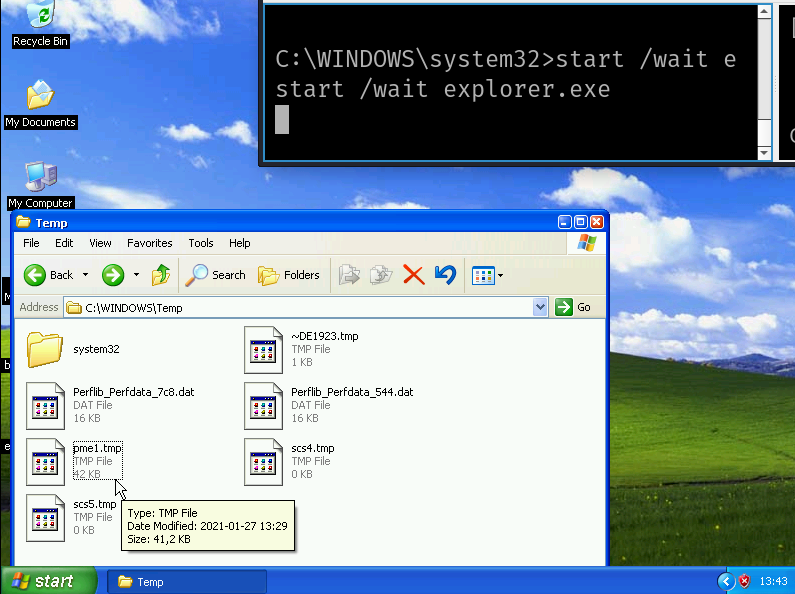 Recycle Bin
C:\WINDOWS\system32>start /wait e
start /wait explorer.exe
My Documents
My Computer
Temp
File Edit View Favorites Tools Help
Back Search Folders
Address C:\WINDOWS\Temp Go
system32
~DE1923.tmp
TMP File
1 KB
Perflib_Perfdata_7c8.dat
DAT File
16 KB
Perflib_Perfdata_544.dat
DAT File
16 KB
pme1.tmp
TMP File
42 KB
scs4.tmp
TMP File
0 KB
scs5.tmp
TMP File
0 KB
Type: TMP File
Date Modified: 2021-01-27 13:29
Size: 41,2 KB
start Temp 13:43